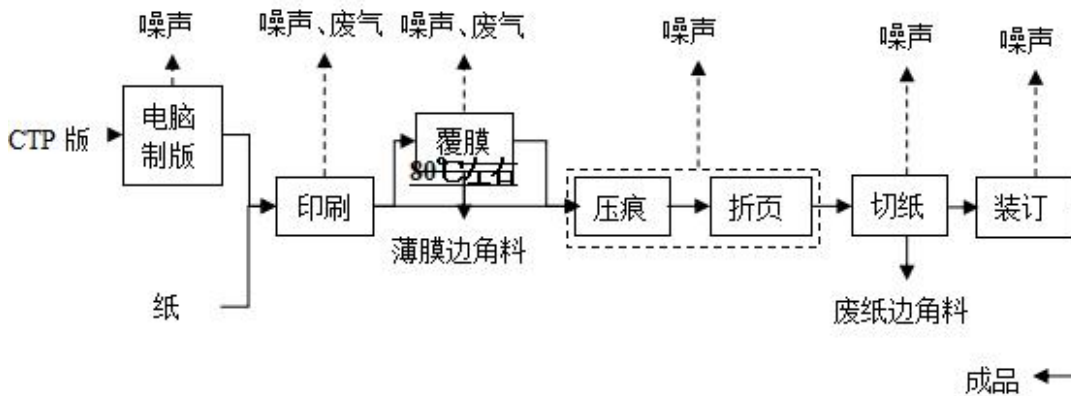 噪声
噪声、废气
噪声、废气
噪声
噪声
噪声
CTP 版
电脑
制版
覆膜
80℃左右
印刷
压痕
折页
切纸
装订
薄膜边角料
纸
废纸边角料
成品